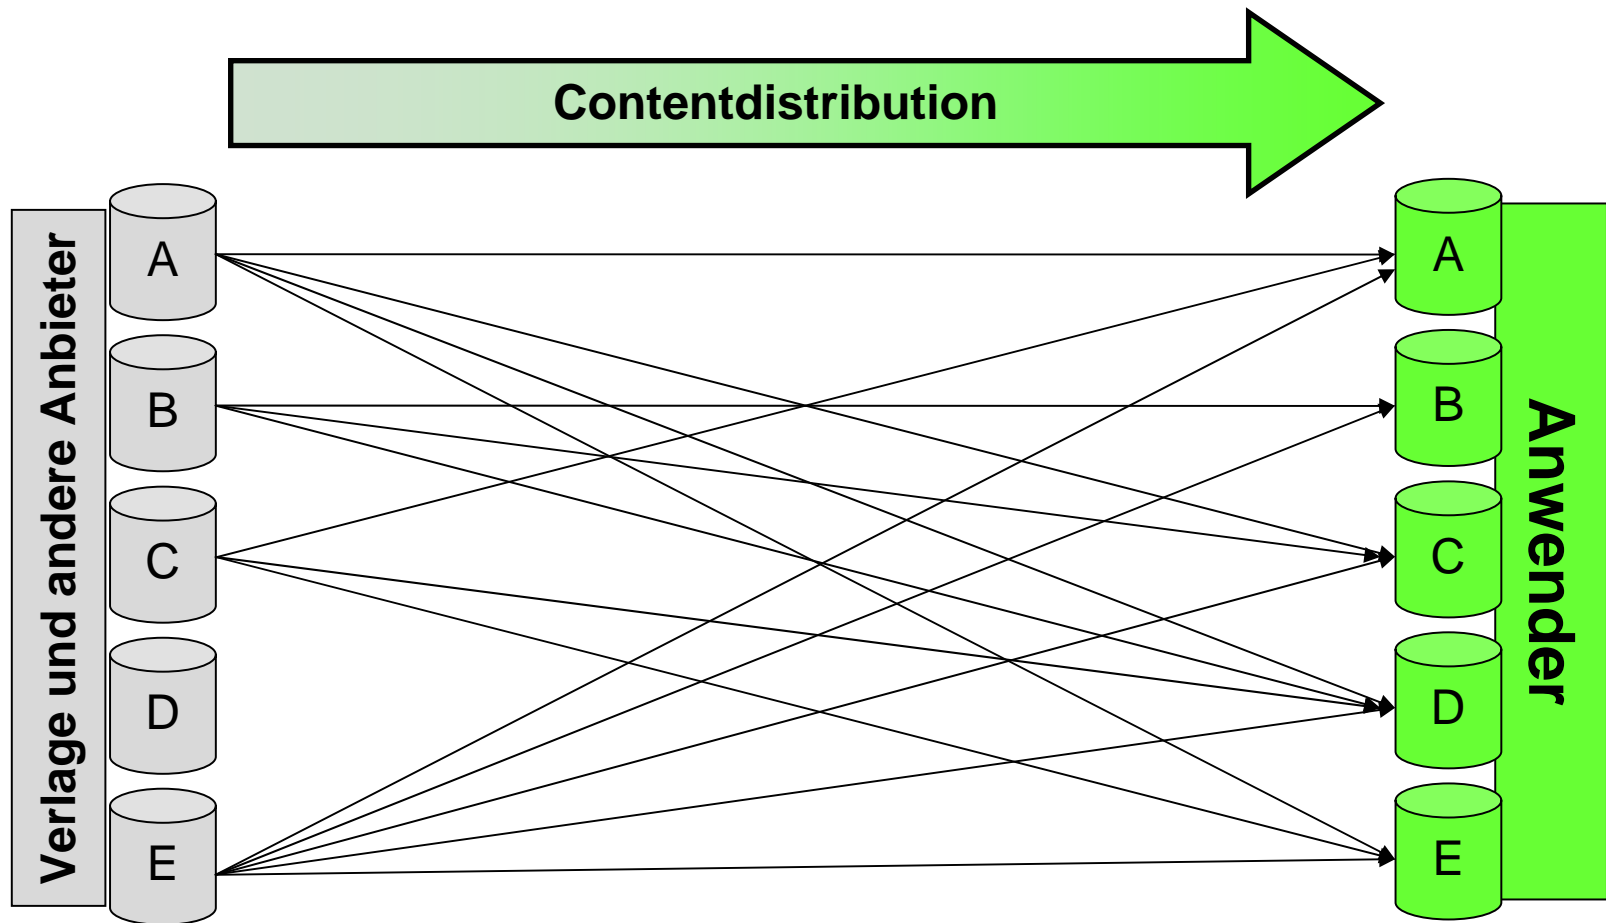 Contentdistribution
Verlage und andere Anbieter
A
B
C
D
E
A
B
C
D
E
Anwender